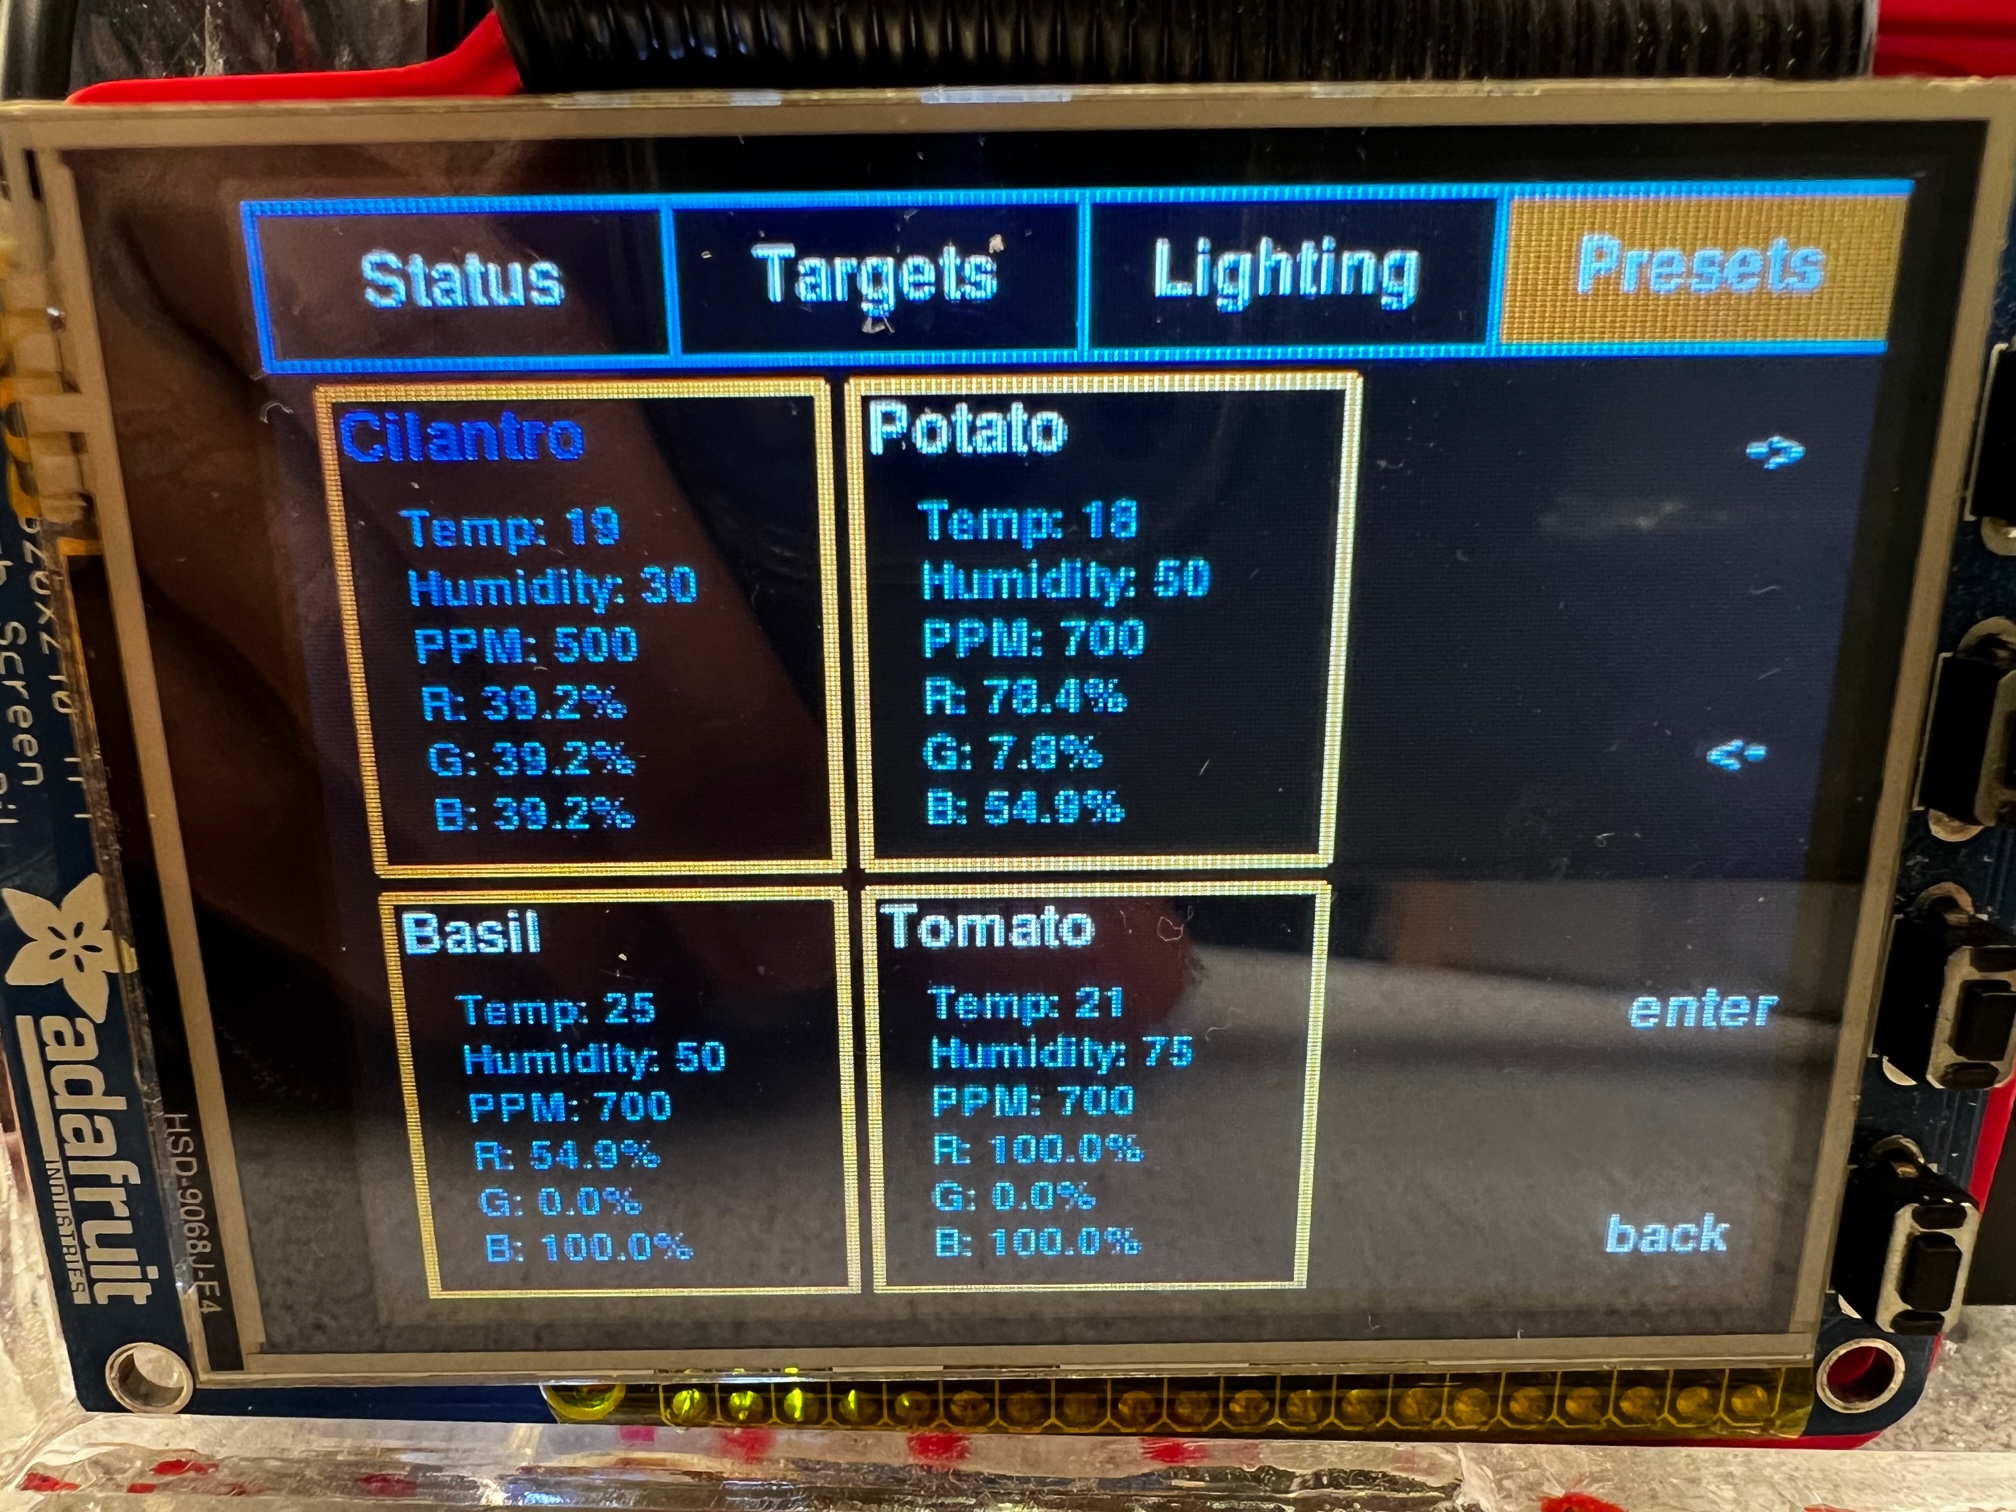 Status
Targets
Lighting
Presets
Cilantro
Temp: 19
Humidity: 30
PPM: 500
R: 39.2%
G: 39.2%
B: 39.2%
Potato
Temp: 18
Humidity: 50
PPM: 700
R: 78.4%
G: 7.8%
B: 54.9%
Basil
Temp: 25
Humidity: 50
PPM: 700
R: 54.9%
G: 0.0%
B: 100.0%
Tomato
Temp: 21
Humidity: 75
PPM: 700
R: 100.0%
G: 0.0%
B: 100.0%
->
<-
enter
back
adafruit
INDUSTRIES
HSD-9068J-F4
Screen